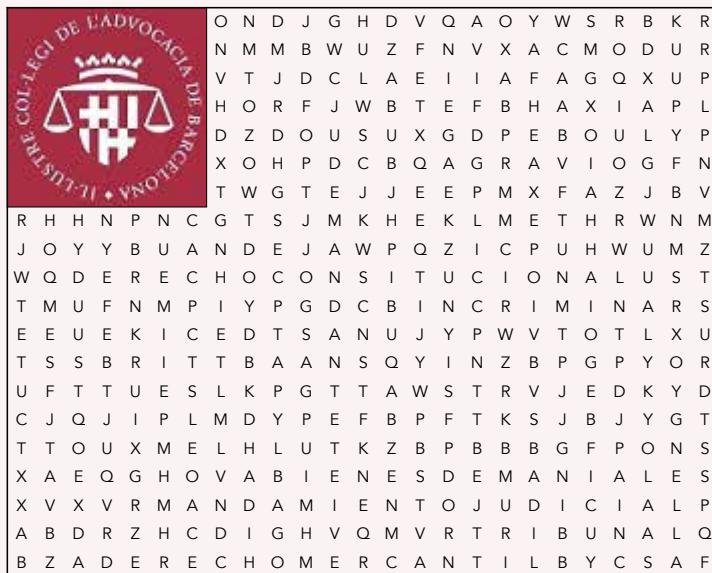 IL·LUSTRE COL·LEGI DE L'ADVOCACIA DE BARCELONA
O N D J G H D V Q A O Y W S R B K R
N M M B W U Z F N V X A C M O D U R
V T J D C L A E I I A F A G Q X U P
H O R F J W B T E F B H A X I A P L
D Z D O U S U X G D P E B O U L Y P
X O H P D C B Q A G R A V I O G F N
T W G T E J J E E P M X F A Z J B V
R H H N P N C G T S J M K H E K L M E T H R W N M
J O Y Y B U A N D E J A W P Q Z I C P U H W U M Z
W Q D E R E C H O C O N S I T U C I O N A L U S T
T M U F N M P I Y P G D C B I N C R I M I N A R S
E E U E K I C E D T S A N U J Y P W V T O T L X U
T S S B R I T T B A A N S Q Y I N Z B P G P Y O R
U F T T U E S L K P G T T A W S T R V J E D K Y D
C J Q J I P L M D Y P E F B P F T K S J B J Y G T
T T O U X M E L H L U T K Z B P B B B G F P O N S
X A E Q G H O V A B I E N E S D E M A N I A L E S
X V X V R M A N D A M I E N T O J U D I C I A L P
A B D R Z H C D I G H V Q M V R T R I B U N A L Q
B Z A D E R E C H O M E R C A N T I L B Y C S A F